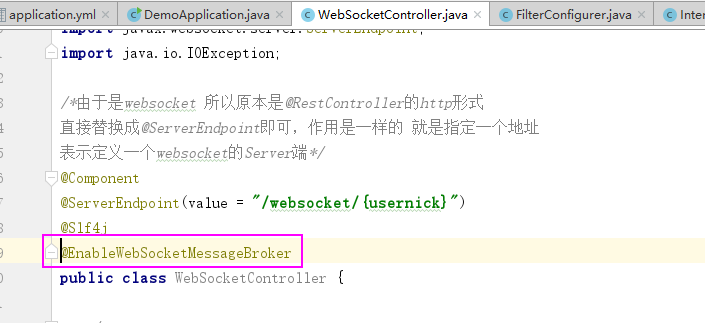 application.yml × DemoApplication.java × WebSocketController.java × FilterConfigurer.java × Inter
import javax.websocket.server.ServerEndpoint;
import java.io.IOException;
/*由于是websocket 所以原本是@RestController的http形式
直接替换成@ServerEndpoint即可，作用是一样的 就是指定一个地址
表示定义一个websocket的Server端*/
@Component
@ServerEndpoint(value = "/websocket/{usernick}")
@Slf4j
@EnableWebSocketMessageBroker
public class WebSocketController {